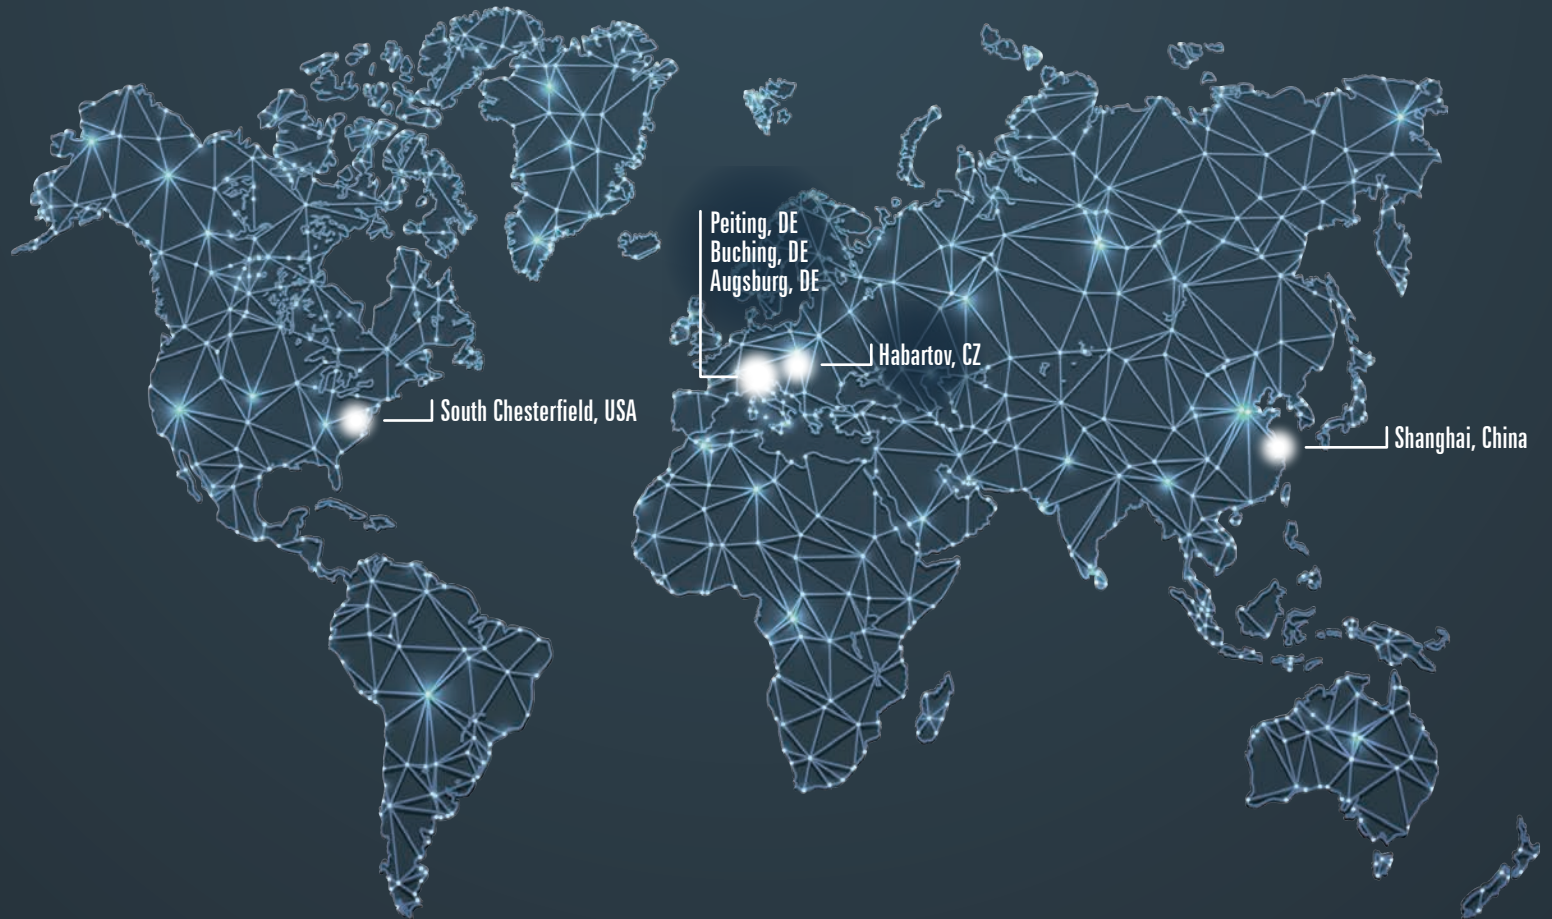 Peiting, DE
Buching, DE
Augsburg, DE
Habartov, CZ
South Chesterfield, USA
Shanghai, China